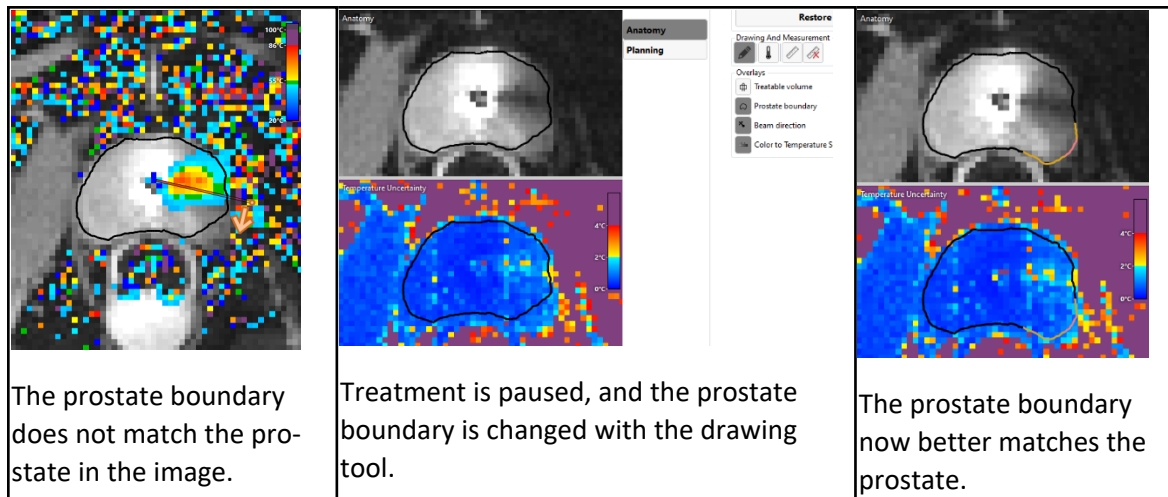 100°C
86°C
55°C
20°C
The prostate boundary
does not match the pro-
state in the image.
Anatomy
Temperature Uncertainty
4°C
2°C
0°C
Anatomy
Planning
Restore
Drawing And Measurement
Overlays
Treatable volume
Prostate boundary
Beam direction
Color to Temperature S
Treatment is paused, and the prostate
boundary is changed with the drawing
tool.
Anatomy
Temperature Uncertainty
4°C
2°C
0°C
The prostate boundary
now better matches the
prostate.